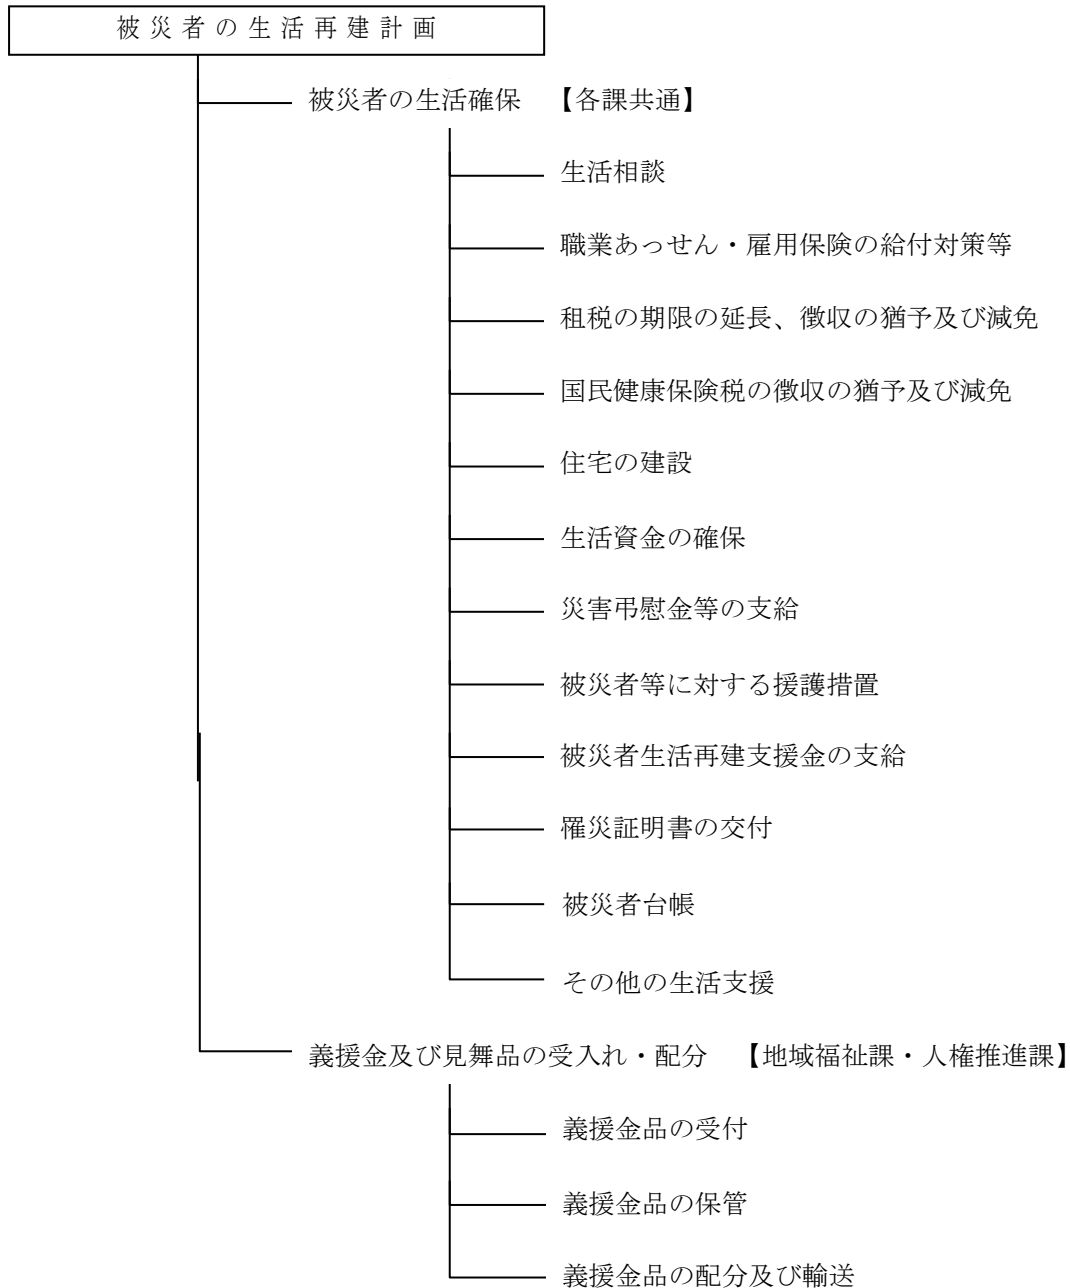 被災者の生活再建計画
被災者の生活確保 【各課共通】
生活相談
職業あっせん・雇用保険の給付対策等
租税の期限の延長、徴収の猶予及び減免
国民健康保険税の徴収の猶予及び減免
住宅の建設
生活資金の確保
災害弔慰金等の支給
被災者等に対する援護措置
被災者生活再建支援金の支給
罹災証明書の交付
被災者台帳
その他の生活支援
義援金及び見舞品の受入れ・配分 【地域福祉課・人権推進課】
義援金品の受付
義援金品の保管
義援金品の配分及び輸送